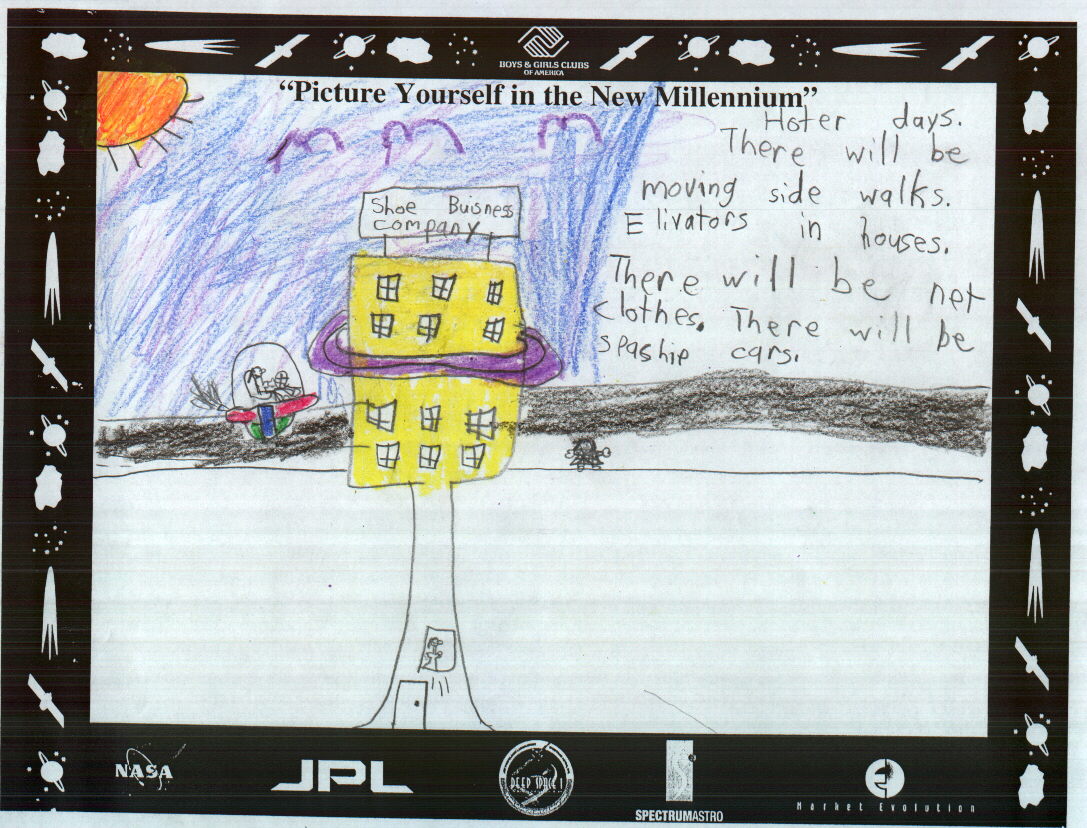 BOYS & GIRLS CLUBS
OF AMERICA
“Picture Yourself in the New Millennium”
Hoter days.
There will be
moving side walks.
Elivators in houses.
There will be net
clothes. There will be
spaship cars.
Shoe Buisness
company
NASA
JPL
DEEP SPACE 1
SPECTRUMASTRO
Market Evolution